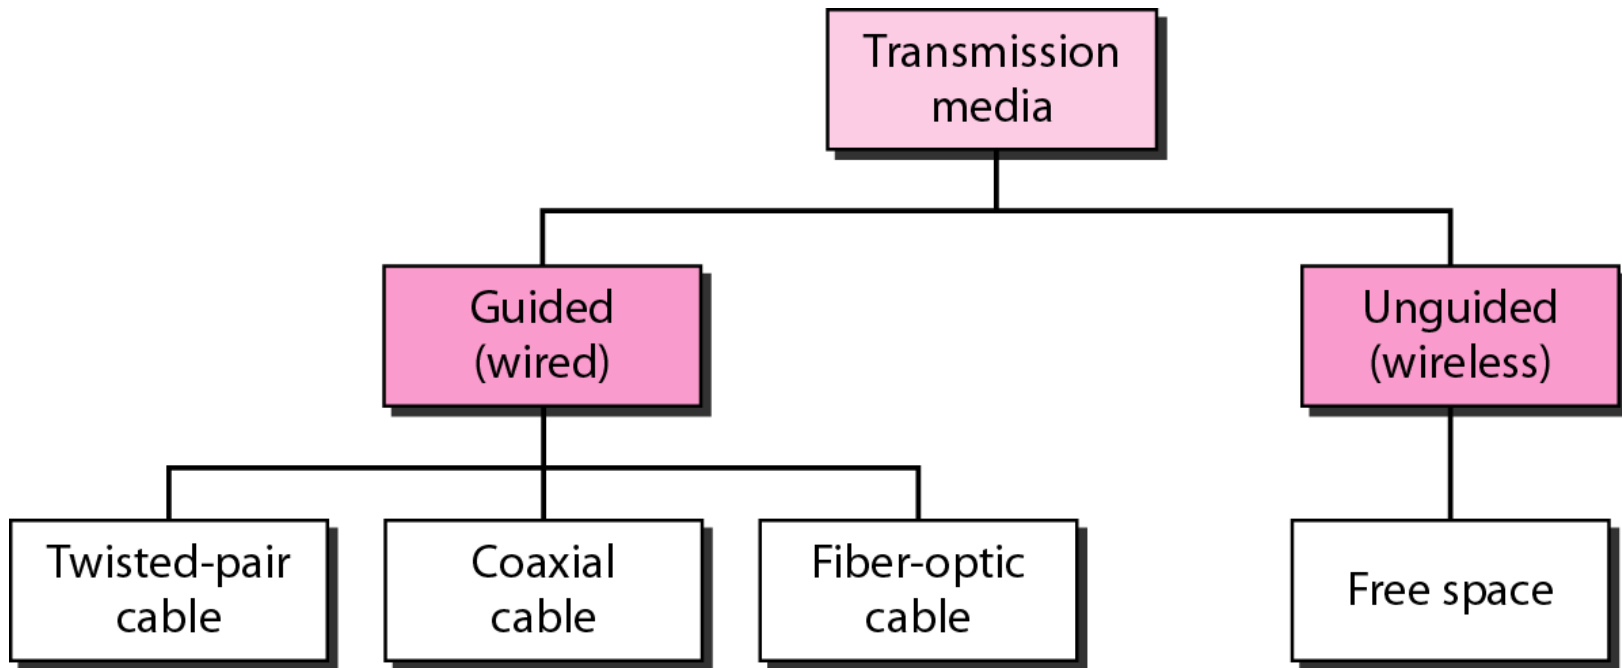 Transmission
media
Guided
(wired)
Unguided
(wireless)
Twisted-pair
cable
Coaxial
cable
Fiber-optic
cable
Free space